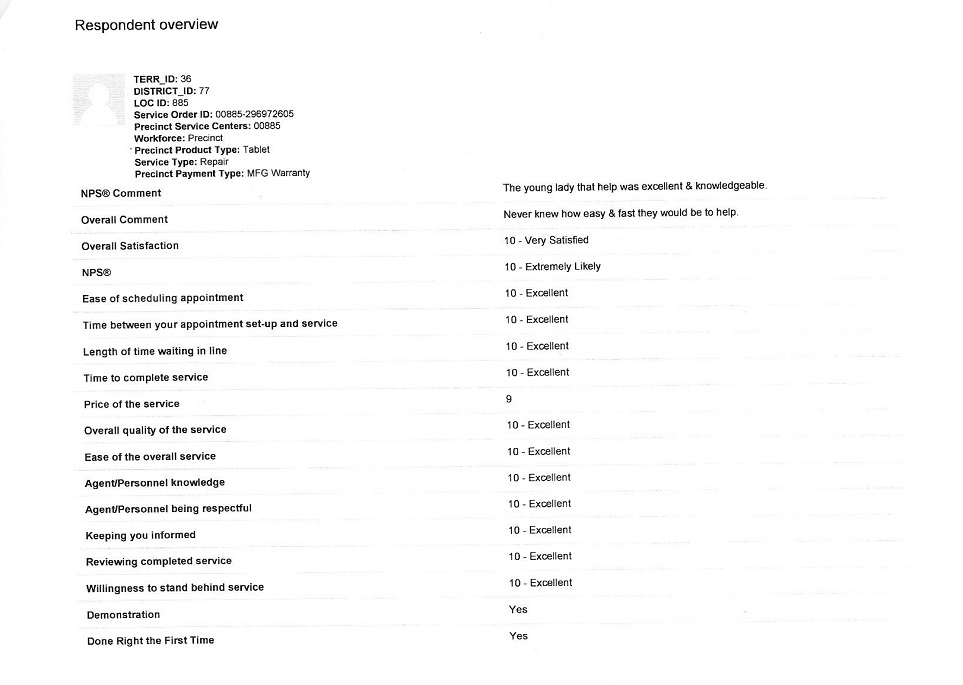 Respondent overview
TERR_ID: 36
DISTRICT_ID: 77
LOC ID: 885
Service Order ID: 00885-296972605
Precinct Service Centers: 00885
Workforce: Precinct
Precinct Product Type: Tablet
Service Type: Repair
Precinct Payment Type: MFG Warranty
NPS® Comment The young lady that help was excellent & knowledgeable.
Overall Comment Never knew how easy & fast they would be to help.
Overall Satisfaction 10 - Very Satisfied
NPS® 10 - Extremely Likely
Ease of scheduling appointment 10 - Excellent
Time between your appointment set-up and service 10 - Excellent
Length of time waiting in line 10 - Excellent
Time to complete service 10 - Excellent
Price of the service 9
Overall quality of the service 10 - Excellent
Ease of the overall service 10 - Excellent
Agent/Personnel knowledge 10 - Excellent
Agent/Personnel being respectful 10 - Excellent
Keeping you informed 10 - Excellent
Reviewing completed service 10 - Excellent
Willingness to stand behind service 10 - Excellent
Demonstration Yes
Done Right the First Time Yes